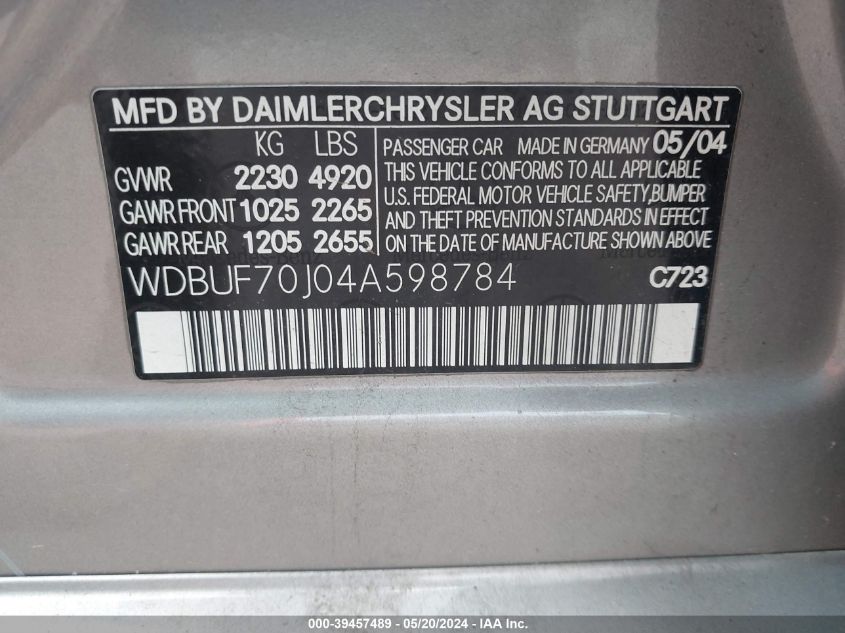 MFD BY DAIMLERCHRYSLER AG STUTTGART
KG LBS
GVWR 2230 4920
GAWR FRONT 1025 2265
GAWR REAR 1205 2655
PASSENGER CAR MADE IN GERMANY 05/04
THIS VEHICLE CONFORMS TO ALL APPLICABLE
U.S. FEDERAL MOTOR VEHICLE SAFETY,BUMPER
AND THEFT PREVENTION STANDARDS IN EFFECT
ON THE DATE OF MANUFACTURE SHOWN ABOVE.
Mercedes-Benz
WDBUF70J04A598784 C723
000-39457489 - 05/20/2024 - IAA Inc.